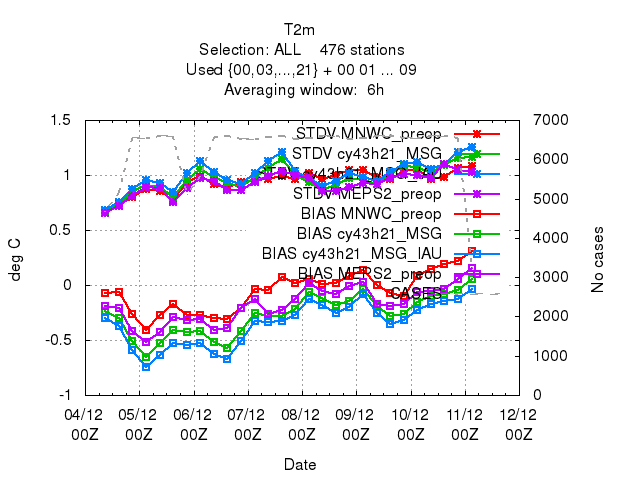 T2m
Selection: ALL 476 stations
Used {00,03,...,21} + 00 01 ... 09
Averaging window: 6h
1.5
1
0.5
0
-0.5
-1
deg C
7000
6000
5000
4000
3000
2000
1000
0
No cases
STDV MNWC_preop
STDV cy43h21_MSG
STDV cy43h21_MSG_IAU
STDV MEPS2_preop
BIAS MNWC_preop
BIAS cy43h21_MSG
BIAS cy43h21_MSG_IAU
BIAS MEPS2_preop
CASES
04/12 05/12 06/12 07/12 08/12 09/12 10/12 11/12 12/12
00Z 00Z 00Z 00Z 00Z 00Z 00Z 00Z 00Z
Date